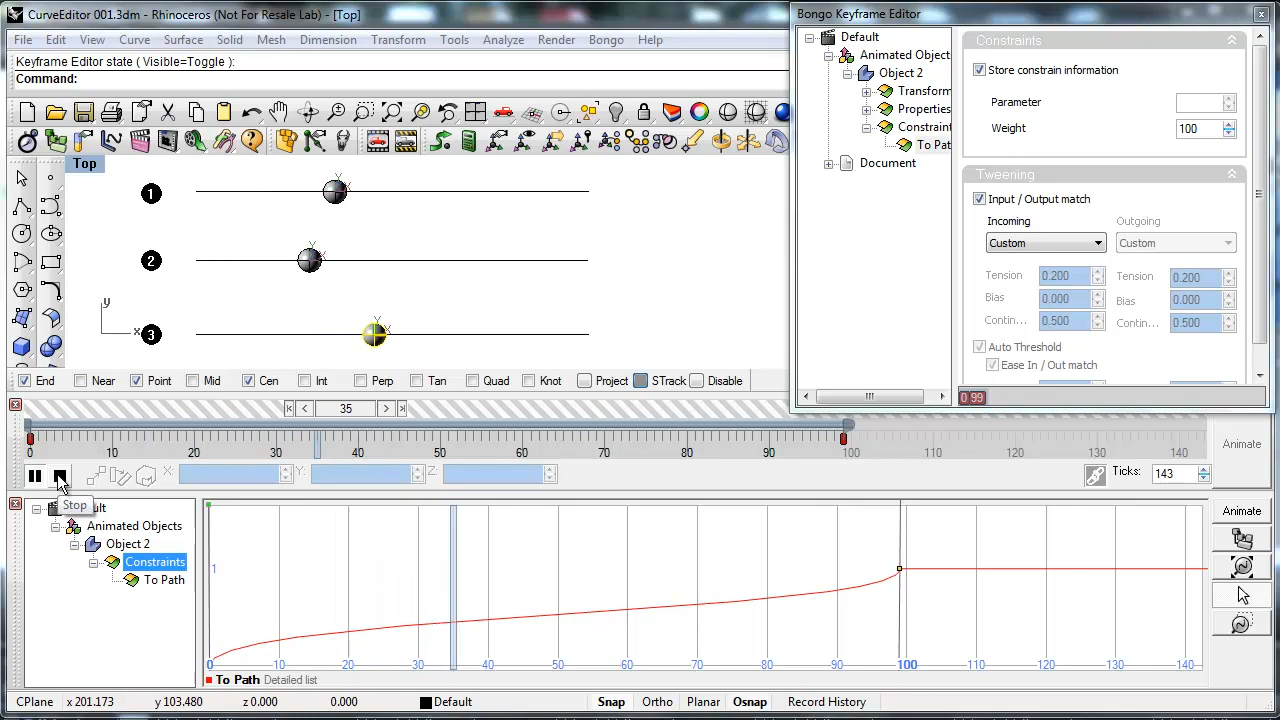 CurveEditor 001.3dm - Rhinoceros (Not For Resale Lab) - [Top]
File Edit View Curve Surface Solid Mesh Dimension Transform Tools Analyze Render Bongo Help
Keyframe Editor state ( Visible=Toggle ):
Command:
Top
1
2
3
y
x
Y
X
Y
X
Y
X
End Near Point Mid Cen Int Perp Tan Quad Knot Project STrack Disable
Bongo Keyframe Editor
Default
Animated Object
Object 2
Transform
Properties
Constraint
To Pat
Document
Constraints
Store constrain information
Parameter
Weight 100
Tweening
Input / Output match
Incoming Outgoing
Custom Custom
Tension 0.200 Tension 0.200
Bias 0.000 Bias 0.000
Contin... 0.500 Contin... 0.500
Auto Threshold
Ease In / Out match
0 99
35
0 10 20 30 40 50 60 70 80 90 100 110 120 130 140
Animate
X: Y: Z:
Ticks: 143
Stop
ult
Animated Objects
Object 2
Constraints
To Path
1
0 10 20 30 40 50 60 70 80 90 100 110 120 130 140
To Path Detailed list
Animate
CPlane x 201.173 y 103.480 z 0.000 0.000 Default Snap Ortho Planar Osnap Record History